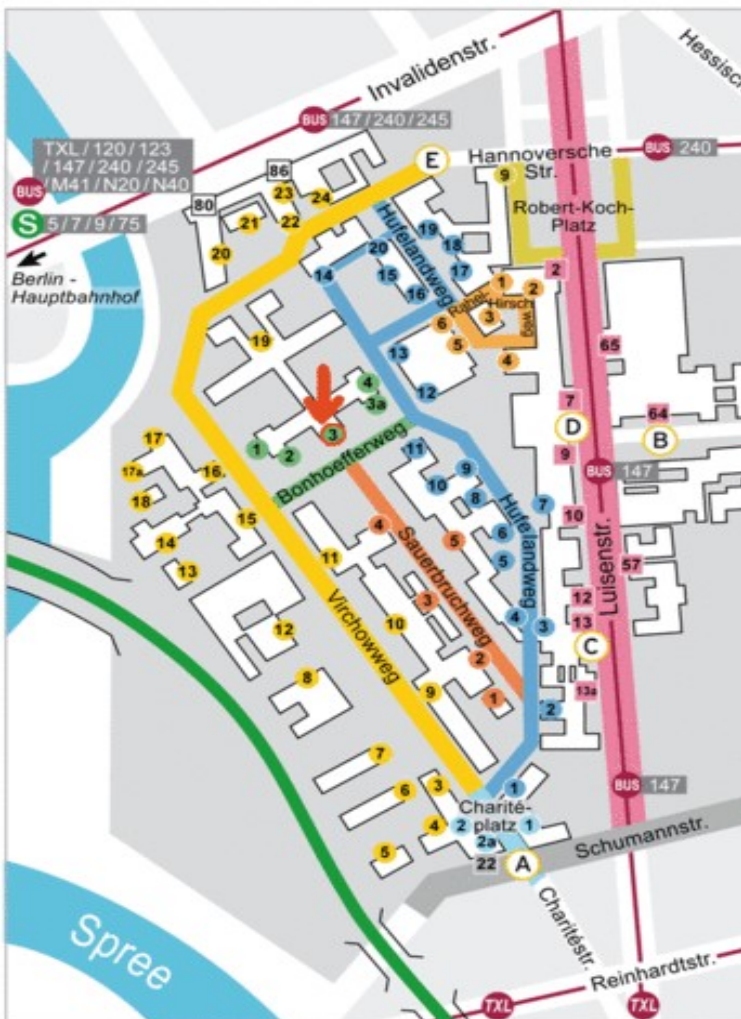 Invalidenstr.
Hessisch
BUS 147 / 240 / 245
TXL / 120 / 123
/ 147 / 240 / 245
/ M41 / N20 / N40
BUS
S 5 / 7 / 9 / 75
Berlin -
Hauptbahnhof
E
Hannoversche
Str.
BUS 240
86
80
23
24
22
21
20
9
Robert-Koch-
Platz
Hufelandweg
19
18
17
20
15
16
14
2
1
2
Rahel-
Hirsch
weg
3
6
5
4
19
13
12
65
4
3a
3
1
2
Bonhoefferweg
7
D
64
B
9
BUS 147
17
17a
16
18
15
14
13
11
10
9
8
7
6
5
Hufelandweg
10
57
4
5
Sauerbruchweg
3
2
1
11
10
12
9
8
Virchowweg
4
3
12
13
C
13a
Luisenstr.
2
7
6
3
4
5
1
Charité-
platz
2
1
2a
22
A
BUS 147
Schumannstr.
Charitéstr.
Reinhardtstr.
TXL
TXL
Spree